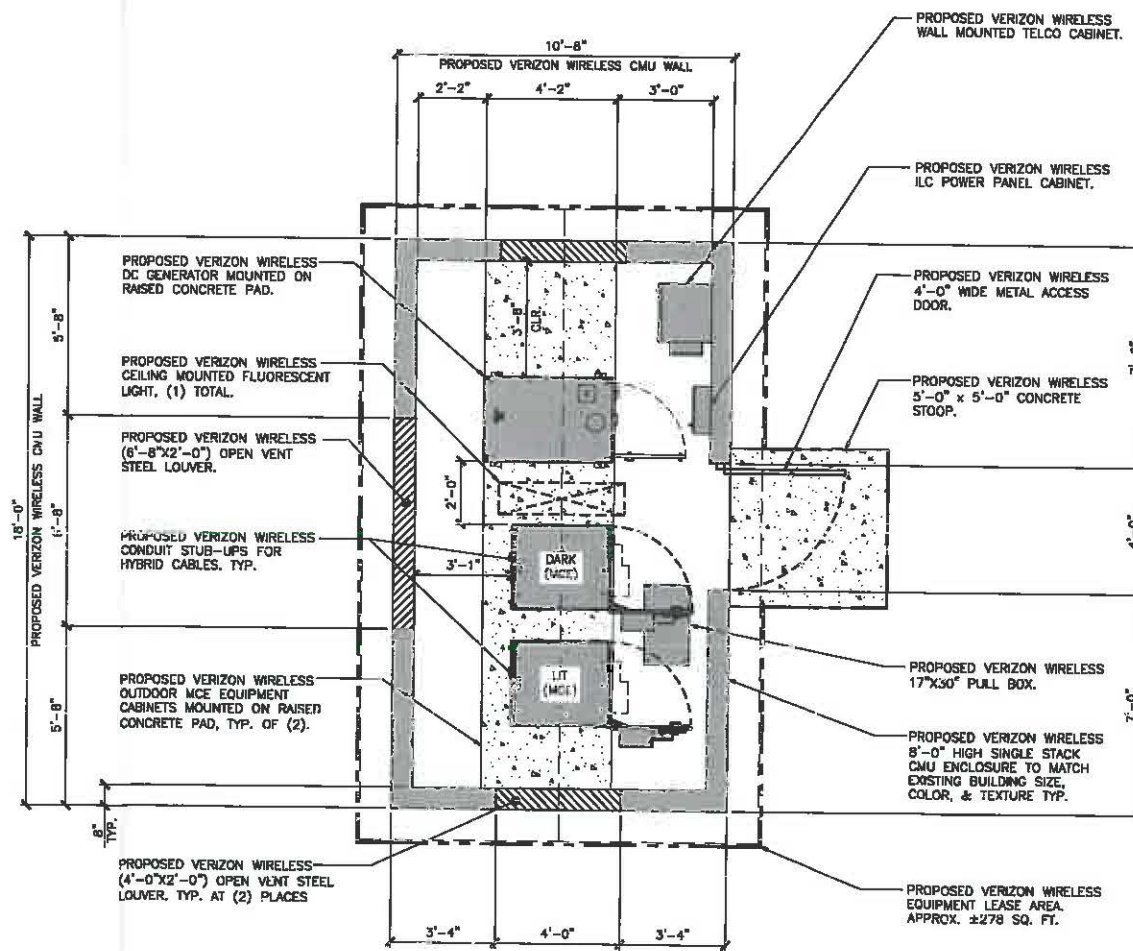 PROPOSED VERIZON WIRELESS
WALL MOUNTED TELCO CABINET.
10'-8"
PROPOSED VERIZON WIRELESS CMU WALL
2'-2"
4'-2"
3'-0"
PROPOSED VERIZON WIRELESS
ILC POWER PANEL CABINET.
PROPOSED VERIZON WIRELESS
DC GENERATOR MOUNTED ON
RAISED CONCRETE PAD.
PROPOSED VERIZON WIRELESS
4'-0" WIDE METAL ACCESS
DOOR.
5'-8"
3'-8"
CLR.
PROPOSED VERIZON WIRELESS
CEILING MOUNTED FLUORESCENT
LIGHT, (1) TOTAL.
PROPOSED VERIZON WIRELESS
5'-0" x 5'-0" CONCRETE
STOOP.
PROPOSED VERIZON WIRELESS
(6'-8"X2'-0") OPEN VENT
STEEL LOUVER.
2'-0"
18'-0"
PROPOSED VERIZON WIRELESS CMU WALL
PROPOSED VERIZON WIRELESS
CONDUIT STUB-UPS FOR
HYBRID CABLES. TYP.
3'-1"
DARK
(MCE)
4'-0"
PROPOSED VERIZON WIRELESS
OUTDOOR MCE EQUIPMENT
CABINETS MOUNTED ON RAISED
CONCRETE PAD, TYP. OF (2).
LIT
(MCE)
PROPOSED VERIZON WIRELESS
17"X30" PULL BOX.
5'-8"
7'-0"
PROPOSED VERIZON WIRELESS
8'-0" HIGH SINGLE STACK
CMU ENCLOSURE TO MATCH
EXISTING BUILDING SIZE,
COLOR, & TEXTURE TYP.
8"
TYP.
PROPOSED VERIZON WIRELESS
(4'-0"X2'-0") OPEN VENT STEEL
LOUVER. TYP. AT (2) PLACES
PROPOSED VERIZON WIRELESS
EQUIPMENT LEASE AREA.
APPROX. ±278 SQ. FT.
3'-4"
4'-0"
3'-4"